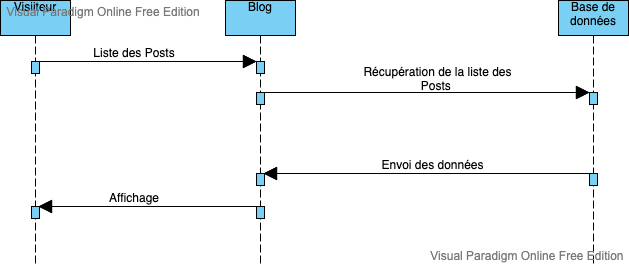 Visiiteur
Visual Paradigm Online Free Edition
Blog
Base de
données
Liste des Posts
Récupération de la liste des
Posts
Envoi des données
Affichage
Visual Paradigm Online Free Edition